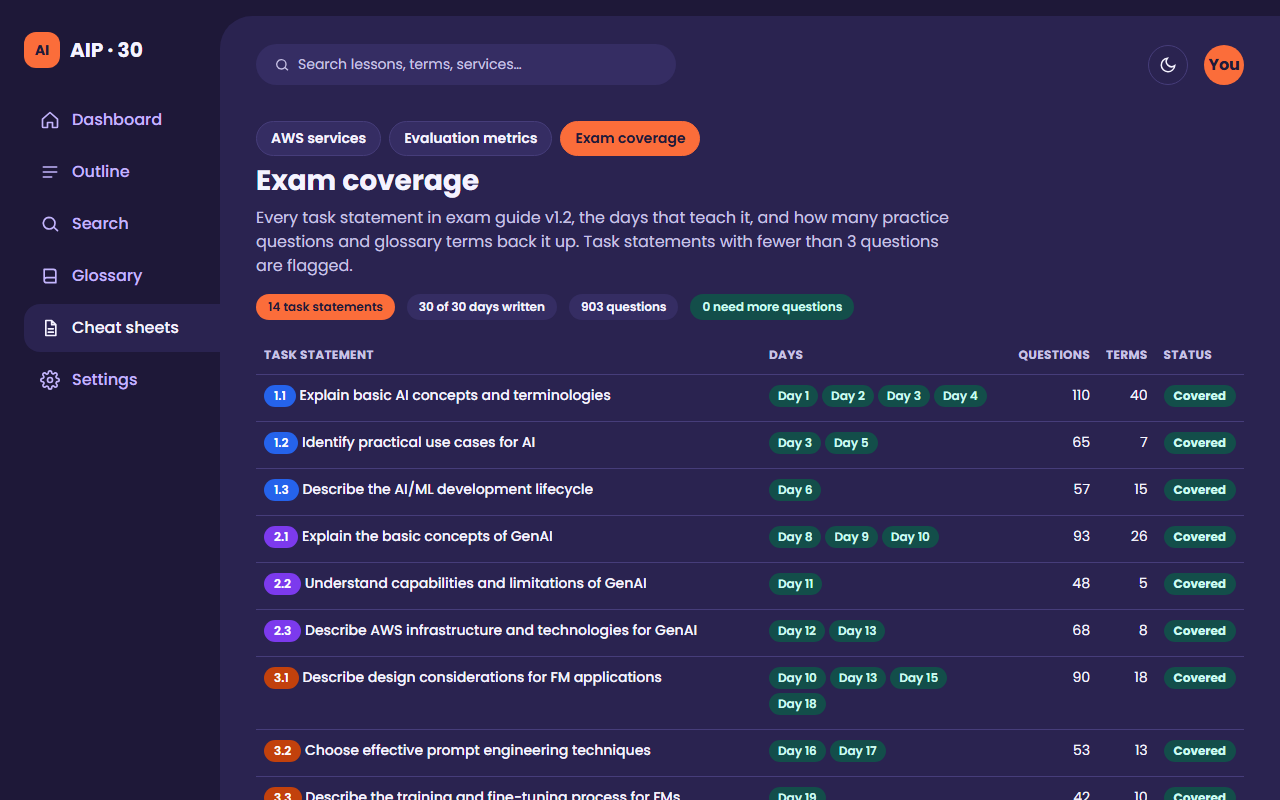 AI AIP · 30
Dashboard
Outline
Search
Glossary
Cheat sheets
Settings
Search lessons, terms, services...
You
AWS services Evaluation metrics Exam coverage
Exam coverage
Every task statement in exam guide v1.2, the days that teach it, and how many practice
questions and glossary terms back it up. Task statements with fewer than 3 questions
are flagged.
14 task statements 30 of 30 days written 903 questions 0 need more questions
TASK STATEMENT DAYS QUESTIONS TERMS STATUS
1.1 Explain basic AI concepts and terminologies Day 1 Day 2 Day 3 Day 4 110 40 Covered
1.2 Identify practical use cases for AI Day 3 Day 5 65 7 Covered
1.3 Describe the AI/ML development lifecycle Day 6 57 15 Covered
2.1 Explain the basic concepts of GenAI Day 8 Day 9 Day 10 93 26 Covered
2.2 Understand capabilities and limitations of GenAI Day 11 48 5 Covered
2.3 Describe AWS infrastructure and technologies for GenAI Day 12 Day 13 68 8 Covered
3.1 Describe design considerations for FM applications Day 10 Day 13 Day 15 90 18 Covered
Day 18
3.2 Choose effective prompt engineering techniques Day 16 Day 17 53 13 Covered
3.3 Describe the training and fine-tuning process for FMs Day 19 42 10 Covered